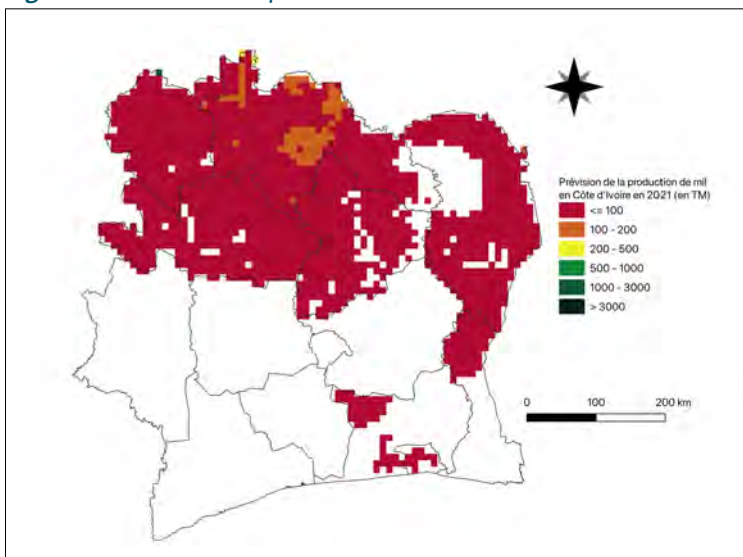 Prévision de la production de mil
en Côte d'Ivoire en 2021 (en TM)
<= 100
100 - 200
200 - 500
500 - 1000
1000 - 3000
> 3000
0 100 200 km